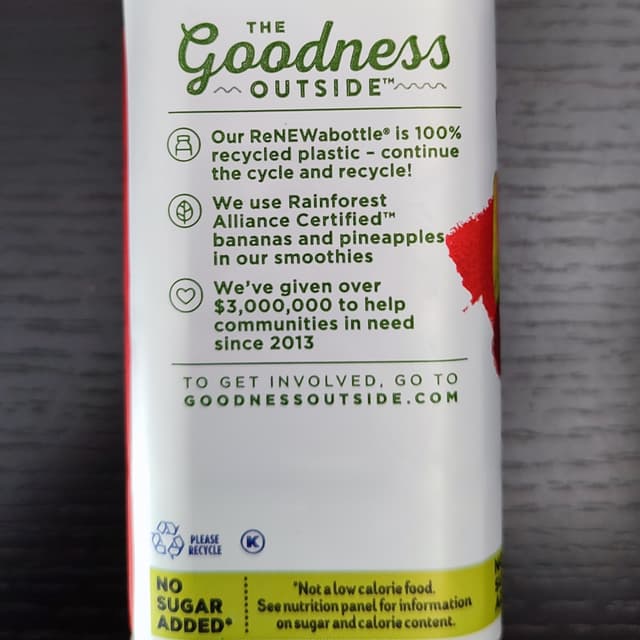 THE
Goodness
OUTSIDE™
Our ReNEWabottle® is 100%
recycled plastic – continue
the cycle and recycle!
We use Rainforest
Alliance Certified™
bananas and pineapples
in our smoothies
We've given over
$3,000,000 to help
communities in need
since 2013
TO GET INVOLVED, GO TO
GOODNESSOUTSIDE.COM
PLEASE
RECYCLE
K
NO
SUGAR
ADDED*
*Not a low calorie food.
See nutrition panel for information
on sugar and calorie content.